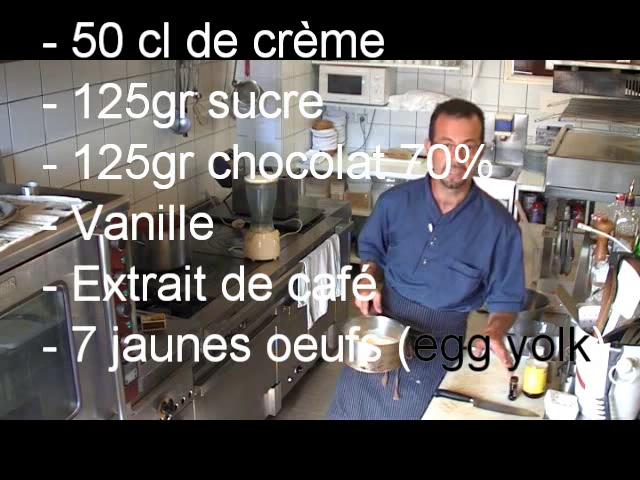 - 50 cl de crème
- 125gr sucre
- 125gr chocolat 70%
- Vanille
- Extrait de café
- 7 jaunes oeufs (egg yolk)